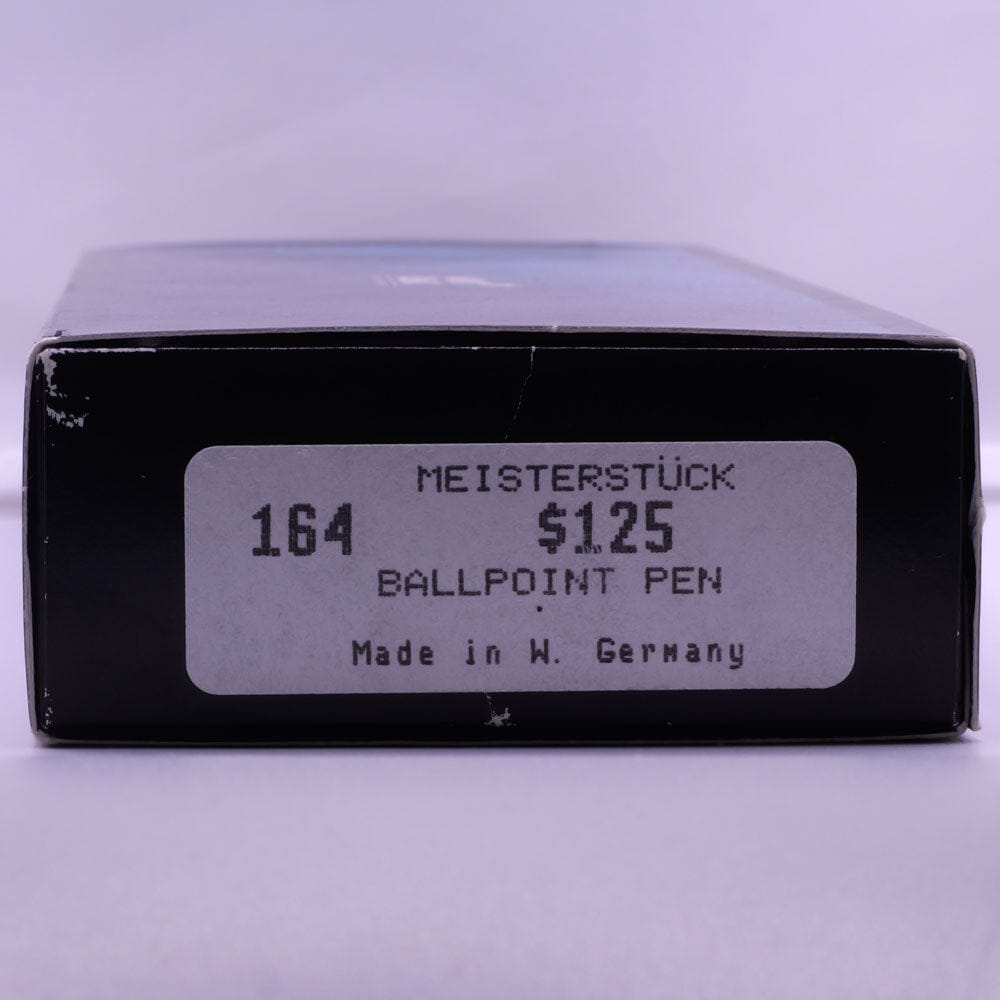 MEISTERSTÜCK
164 $125
BALLPOINT PEN
Made in W. Germany